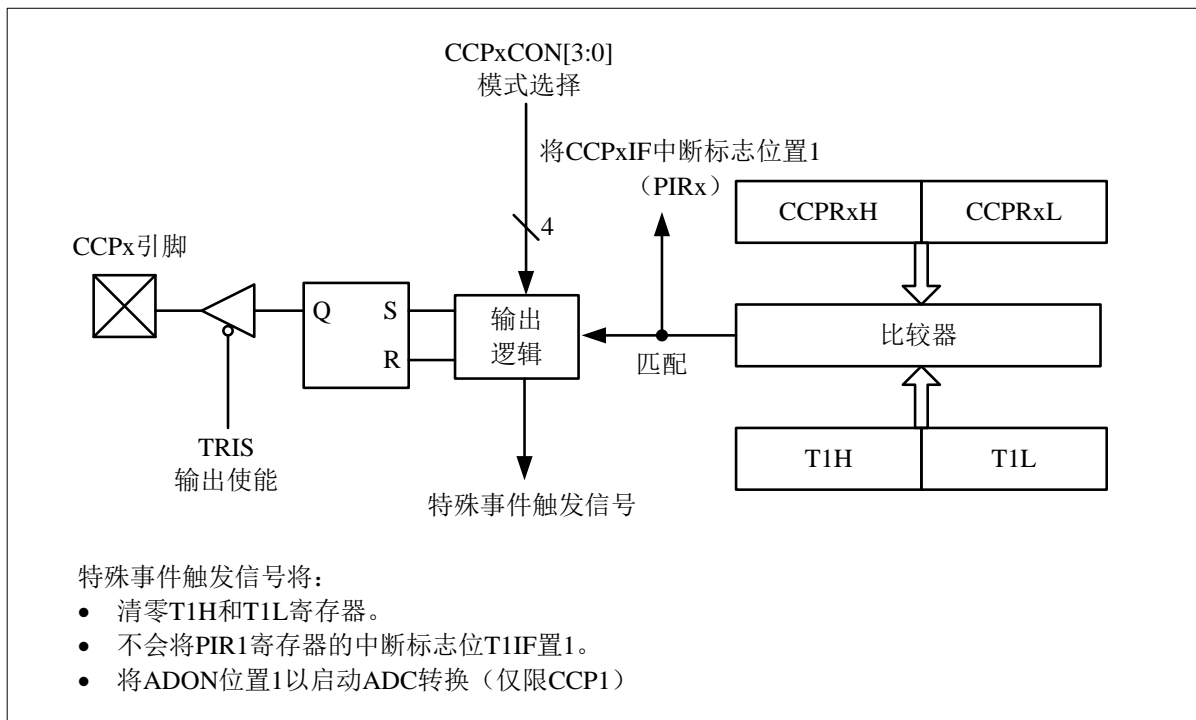 CCPxCON[3:0]
模式选择
将CCPxIF中断标志位置1
（PIRx）
CCPRxH
CCPRxL
4
CCPx引脚
Q
S
R
输出
逻辑
匹配
比较器
TRIS
输出使能
T1H
T1L
特殊事件触发信号
特殊事件触发信号将：
• 清零T1H和T1L寄存器。
• 不会将PIR1寄存器的中断标志位T1IF置1。
• 将ADON位置1以启动ADC转换（仅限CCP1）